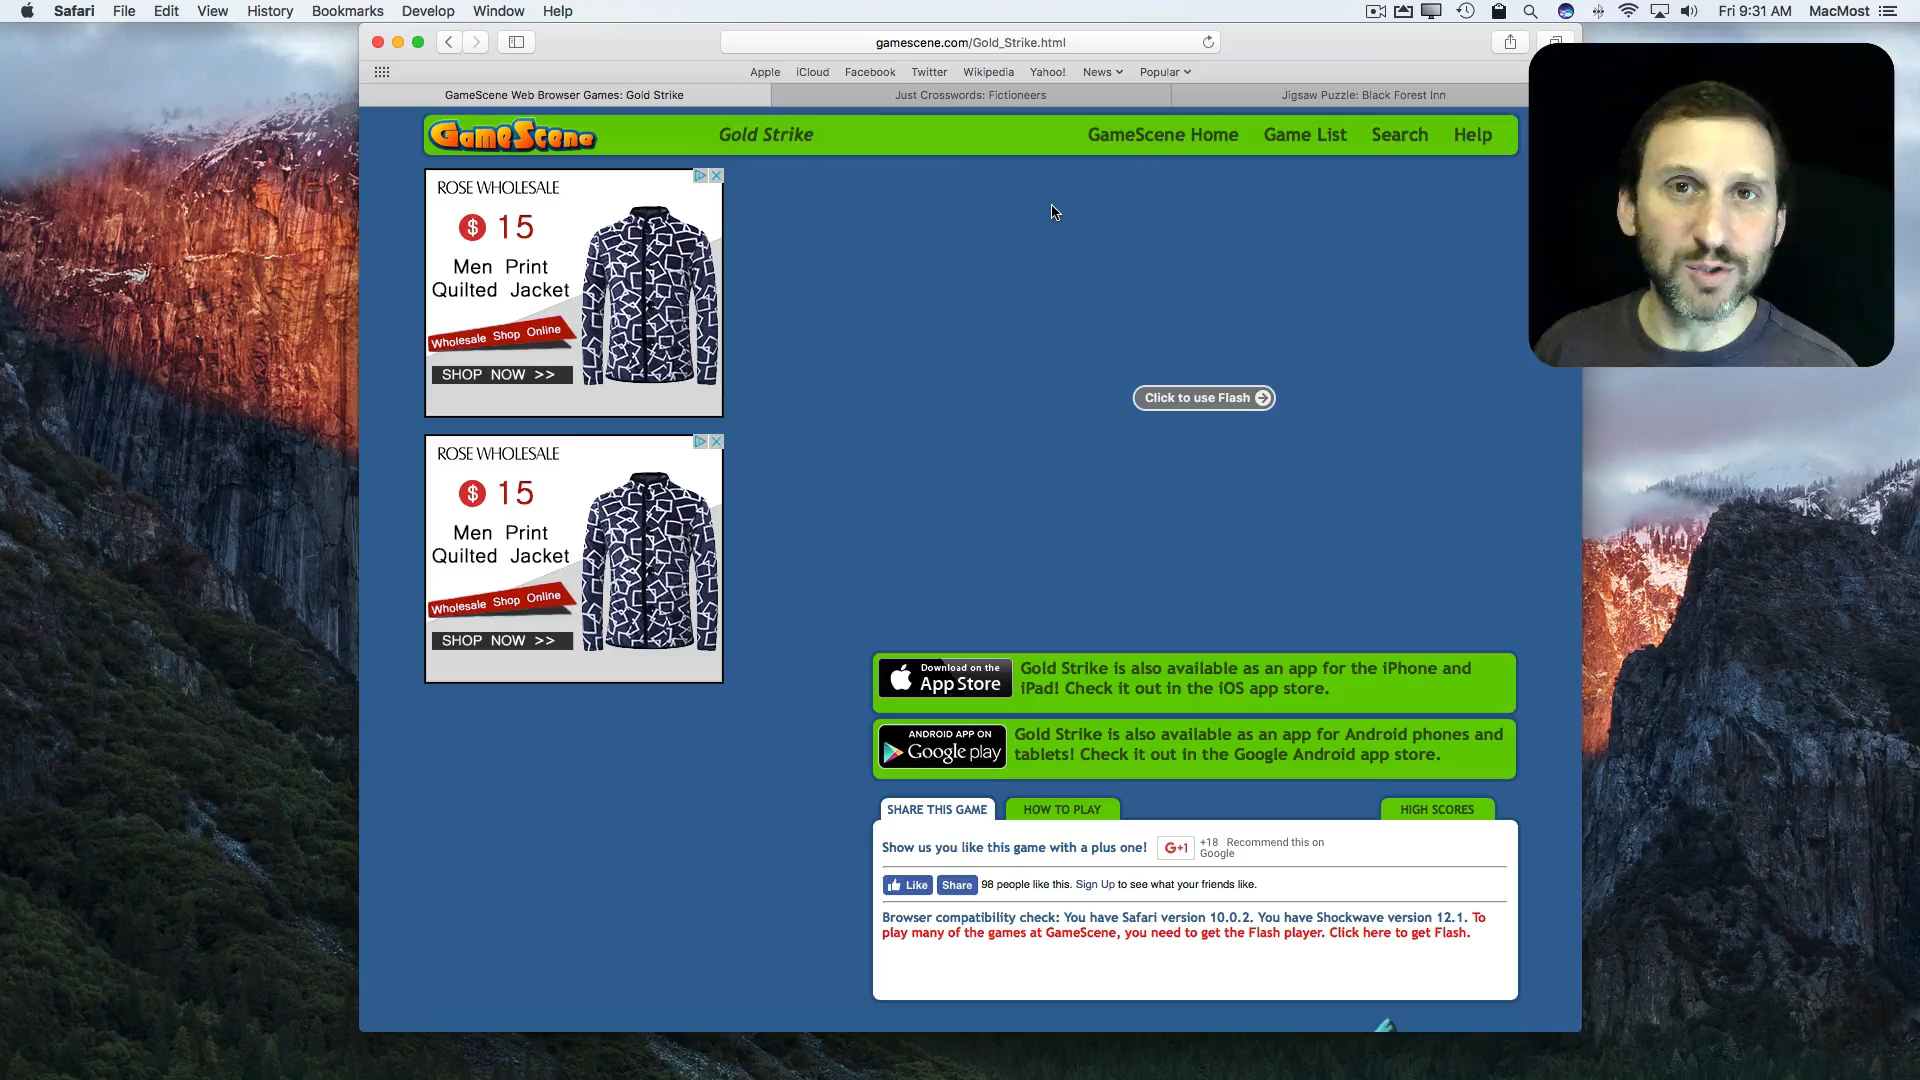 Safari File Edit View History Bookmarks Develop Window Help
Fri 9:31 AM MacMost
gamescene.com/Gold_Strike.html
Apple iCloud Facebook Twitter Wikipedia Yahoo! News Popular
GameScene Web Browser Games: Gold Strike
Just Crosswords: Fictioneers
Jigsaw Puzzle: Black Forest Inn
GameScene
Gold Strike
GameScene Home Game List Search Help
ROSE WHOLESALE
$ 15
Men Print
Quilted Jacket
Wholesale Shop Online
SHOP NOW >>
Click to use Flash
ROSE WHOLESALE
$ 15
Men Print
Quilted Jacket
Wholesale Shop Online
SHOP NOW >>
Download on the
App Store
Gold Strike is also available as an app for the iPhone and
iPad! Check it out in the iOS app store.
ANDROID APP ON
Google play
Gold Strike is also available as an app for Android phones and
tablets! Check it out in the Google Android app store.
SHARE THIS GAME
HOW TO PLAY
HIGH SCORES
Show us you like this game with a plus one!
G+1
+18 Recommend this on
Google
Like Share 98 people like this. Sign Up to see what your friends like.
Browser compatibility check: You have Safari version 10.0.2. You have Shockwave version 12.1. To
play many of the games at GameScene, you need to get the Flash player. Click here to get Flash.